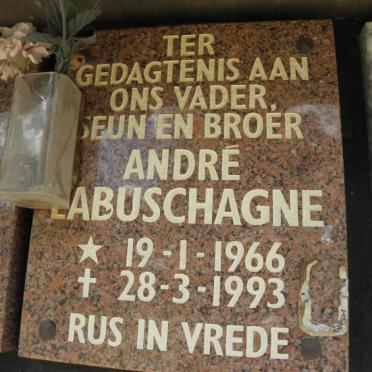 TER
GEDAGTENIS AAN
ONS VADER,
SEUN EN BROER
ANDRÉ
LABUSCHAGNE
★ 19-1-1966
✝ 28-3-1993
RUS IN VREDE